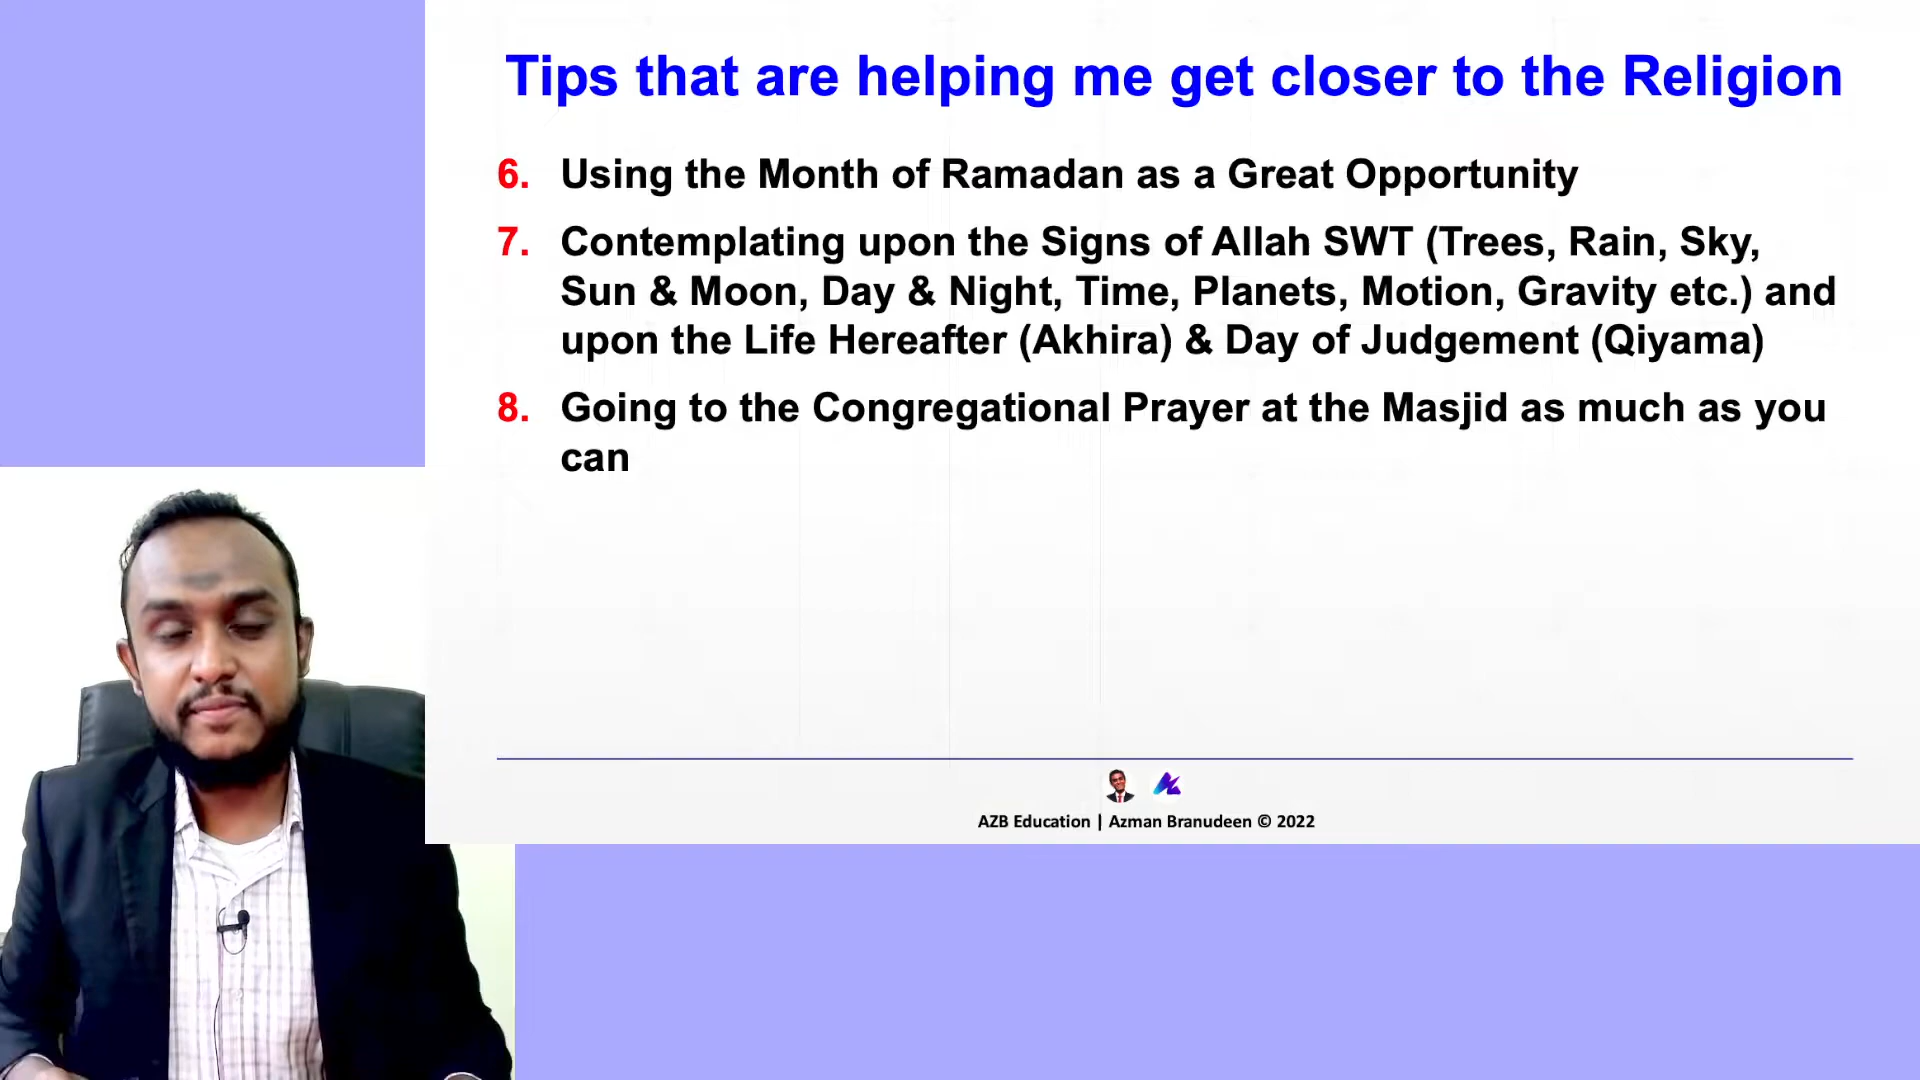 Tips that are helping me get closer to the Religion
6. Using the Month of Ramadan as a Great Opportunity
7. Contemplating upon the Signs of Allah SWT (Trees, Rain, Sky,
Sun & Moon, Day & Night, Time, Planets, Motion, Gravity etc.) and
upon the Life Hereafter (Akhira) & Day of Judgement (Qiyama)
8. Going to the Congregational Prayer at the Masjid as much as you
can
AZB Education | Azman Branudeen © 2022